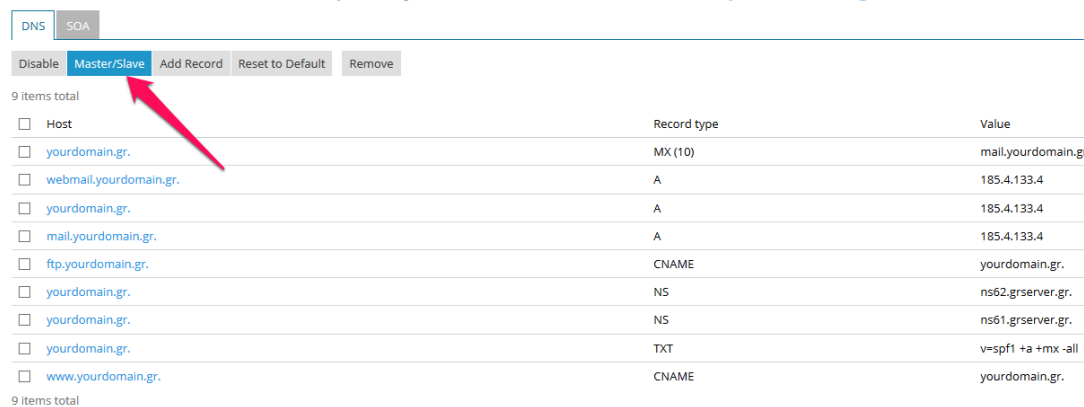 DNS SOA
Disable Master/Slave Add Record Reset to Default Remove
9 items total
Host Record type Value
yourdomain.gr. MX (10) mail.yourdomain.gr
webmail.yourdomain.gr. A 185.4.133.4
yourdomain.gr. A 185.4.133.4
mail.yourdomain.gr. A 185.4.133.4
ftp.yourdomain.gr. CNAME yourdomain.gr.
yourdomain.gr. NS ns62.grserver.gr.
yourdomain.gr. NS ns61.grserver.gr.
yourdomain.gr. TXT v=spf1 +a +mx -all
www.yourdomain.gr. CNAME yourdomain.gr.
9 items total